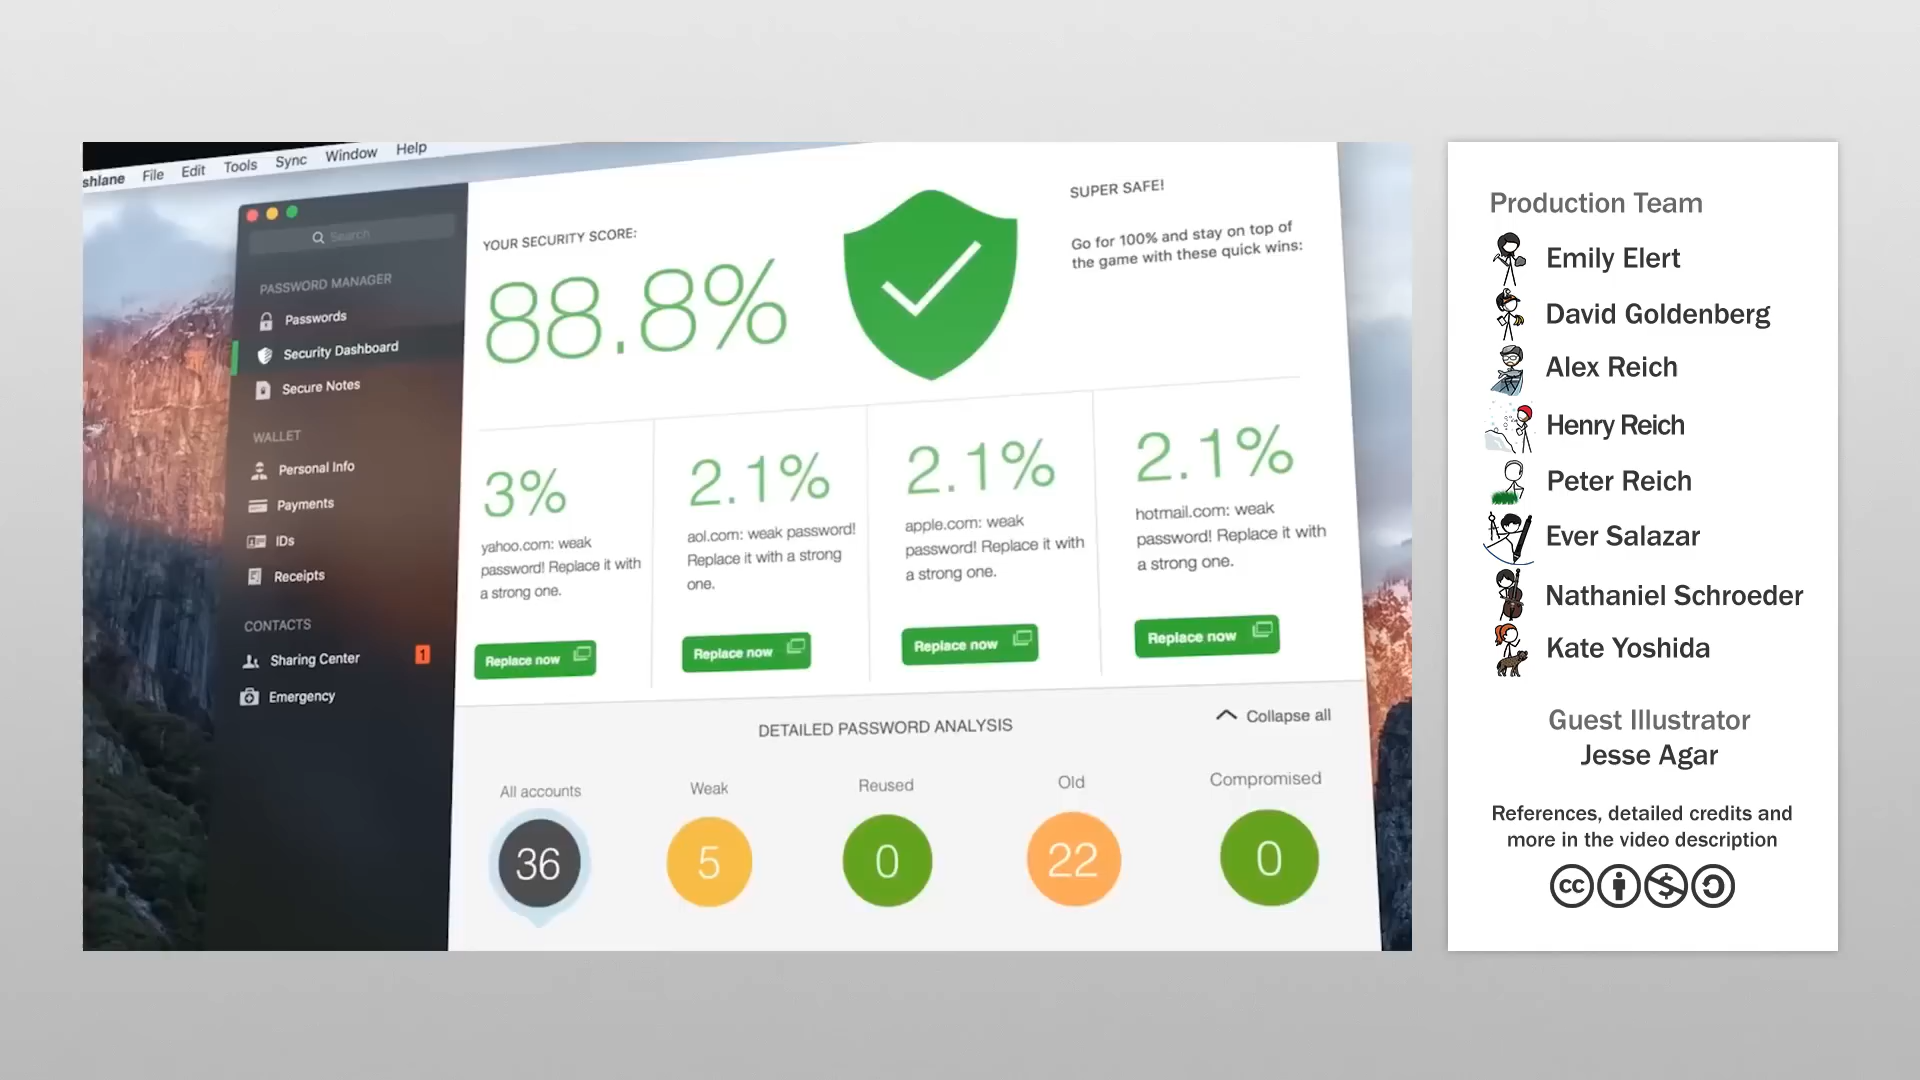 shlane File Edit Tools Sync Window Help
Search
PASSWORD MANAGER
Passwords
Security Dashboard
Secure Notes
WALLET
Personal Info
Payments
IDs
Receipts
CONTACTS
Sharing Center 1
Emergency
YOUR SECURITY SCORE:
88.8%
SUPER SAFE!
Go for 100% and stay on top of
the game with these quick wins:
3%
yahoo.com: weak
password! Replace it with
a strong one.
Replace now
2.1%
aol.com: weak password!
Replace it with a strong
one.
Replace now
2.1%
apple.com: weak
password! Replace it with
a strong one.
Replace now
2.1%
hotmail.com: weak
password! Replace it with
a strong one.
Replace now
DETAILED PASSWORD ANALYSIS
Collapse all
All accounts
36
Weak
5
Reused
0
Old
22
Compromised
0
Production Team
Emily Elert
David Goldenberg
Alex Reich
Henry Reich
Peter Reich
Ever Salazar
Nathaniel Schroeder
Kate Yoshida
Guest Illustrator
Jesse Agar
References, detailed credits and
more in the video description
cc